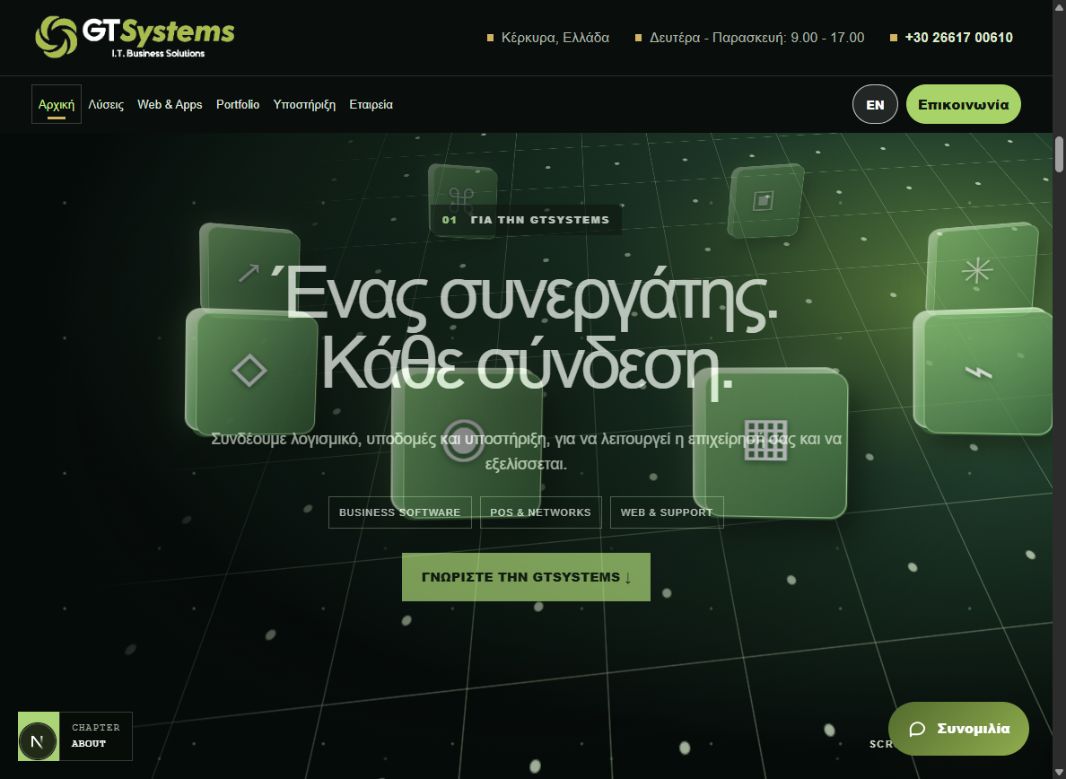 GTSystems
I.T. Business Solutions
Κέρκυρα, Ελλάδα
Δευτέρα - Παρασκευή: 9.00 - 17.00
+30 26617 00610
Αρχική
Λύσεις
Web & Apps
Portfolio
Υποστήριξη
Εταιρεία
EN
Επικοινωνία
01 ΓΙΑ ΤΗΝ GTSYSTEMS
Ένας συνεργάτης.
Κάθε σύνδεση.
Συνδέουμε λογισμικό, υποδομές και υποστήριξη, για να λειτουργεί η επιχείρησή σας και να
εξελίσσεται.
BUSINESS SOFTWARE
POS & NETWORKS
WEB & SUPPORT
ΓΝΩΡΙΣΤΕ ΤΗΝ GTSYSTEMS ↓
N
CHAPTER
ABOUT
Συνομιλία